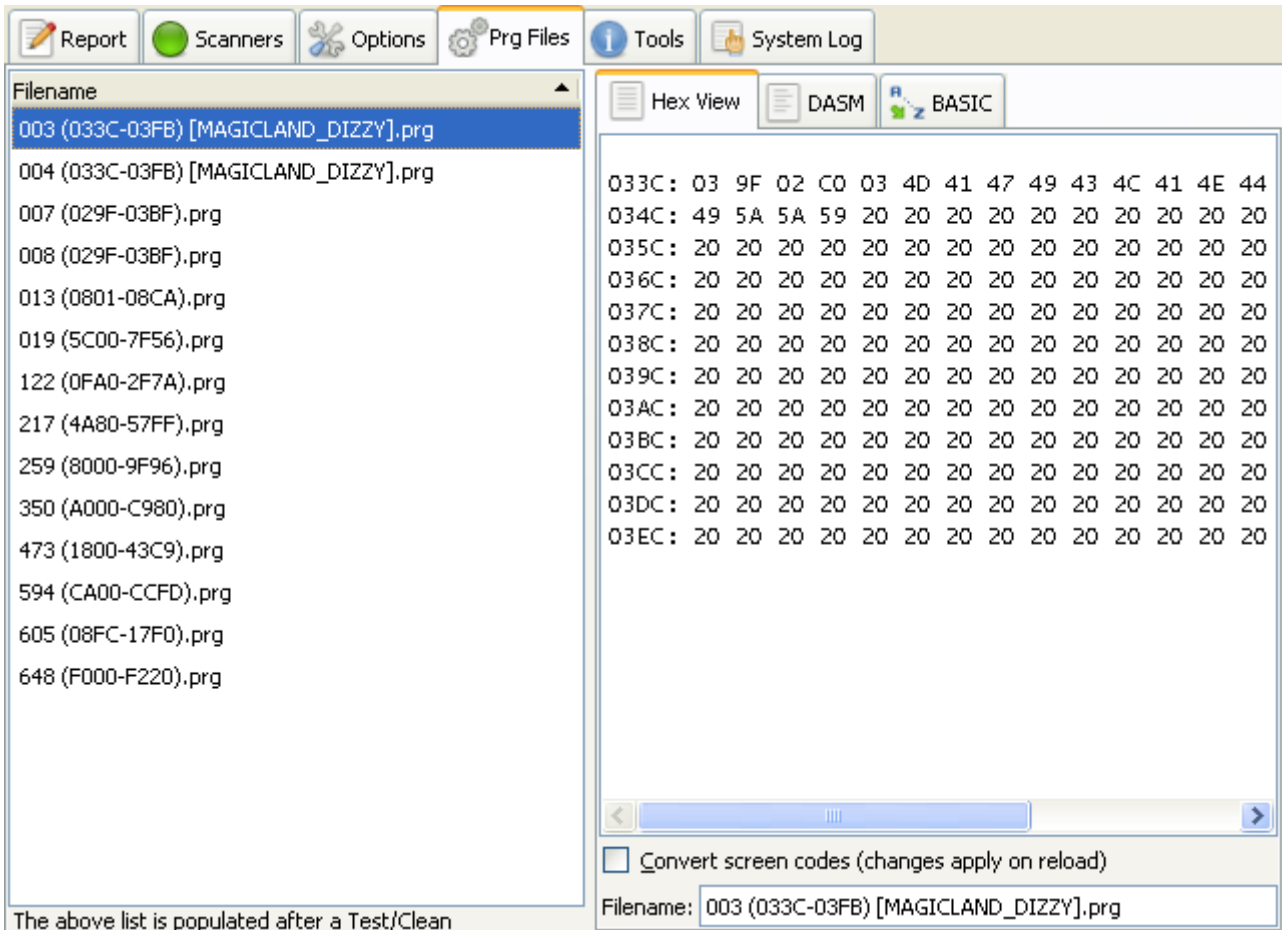 Report Scanners Options Prg Files Tools System Log
Filename
003 (033C-03FB) [MAGICLAND_DIZZY].prg
004 (033C-03FB) [MAGICLAND_DIZZY].prg
007 (029F-03BF).prg
008 (029F-03BF).prg
013 (0801-08CA).prg
019 (5C00-7F56).prg
122 (0FA0-2F7A).prg
217 (4A80-57FF).prg
259 (8000-9F96).prg
350 (A000-C980).prg
473 (1800-43C9).prg
594 (CA00-CCFD).prg
605 (08FC-17F0).prg
648 (F000-F220).prg
The above list is populated after a Test/Clean
Hex View DASM BASIC
033C: 03 9F 02 C0 03 4D 41 47 49 43 4C 41 4E 44
034C: 49 5A 5A 59 20 20 20 20 20 20 20 20 20 20
035C: 20 20 20 20 20 20 20 20 20 20 20 20 20 20
036C: 20 20 20 20 20 20 20 20 20 20 20 20 20 20
037C: 20 20 20 20 20 20 20 20 20 20 20 20 20 20
038C: 20 20 20 20 20 20 20 20 20 20 20 20 20 20
039C: 20 20 20 20 20 20 20 20 20 20 20 20 20 20
03AC: 20 20 20 20 20 20 20 20 20 20 20 20 20 20
03BC: 20 20 20 20 20 20 20 20 20 20 20 20 20 20
03CC: 20 20 20 20 20 20 20 20 20 20 20 20 20 20
03DC: 20 20 20 20 20 20 20 20 20 20 20 20 20 20
03EC: 20 20 20 20 20 20 20 20 20 20 20 20 20 20
Convert screen codes (changes apply on reload)
Filename: 003 (033C-03FB) [MAGICLAND_DIZZY].prg